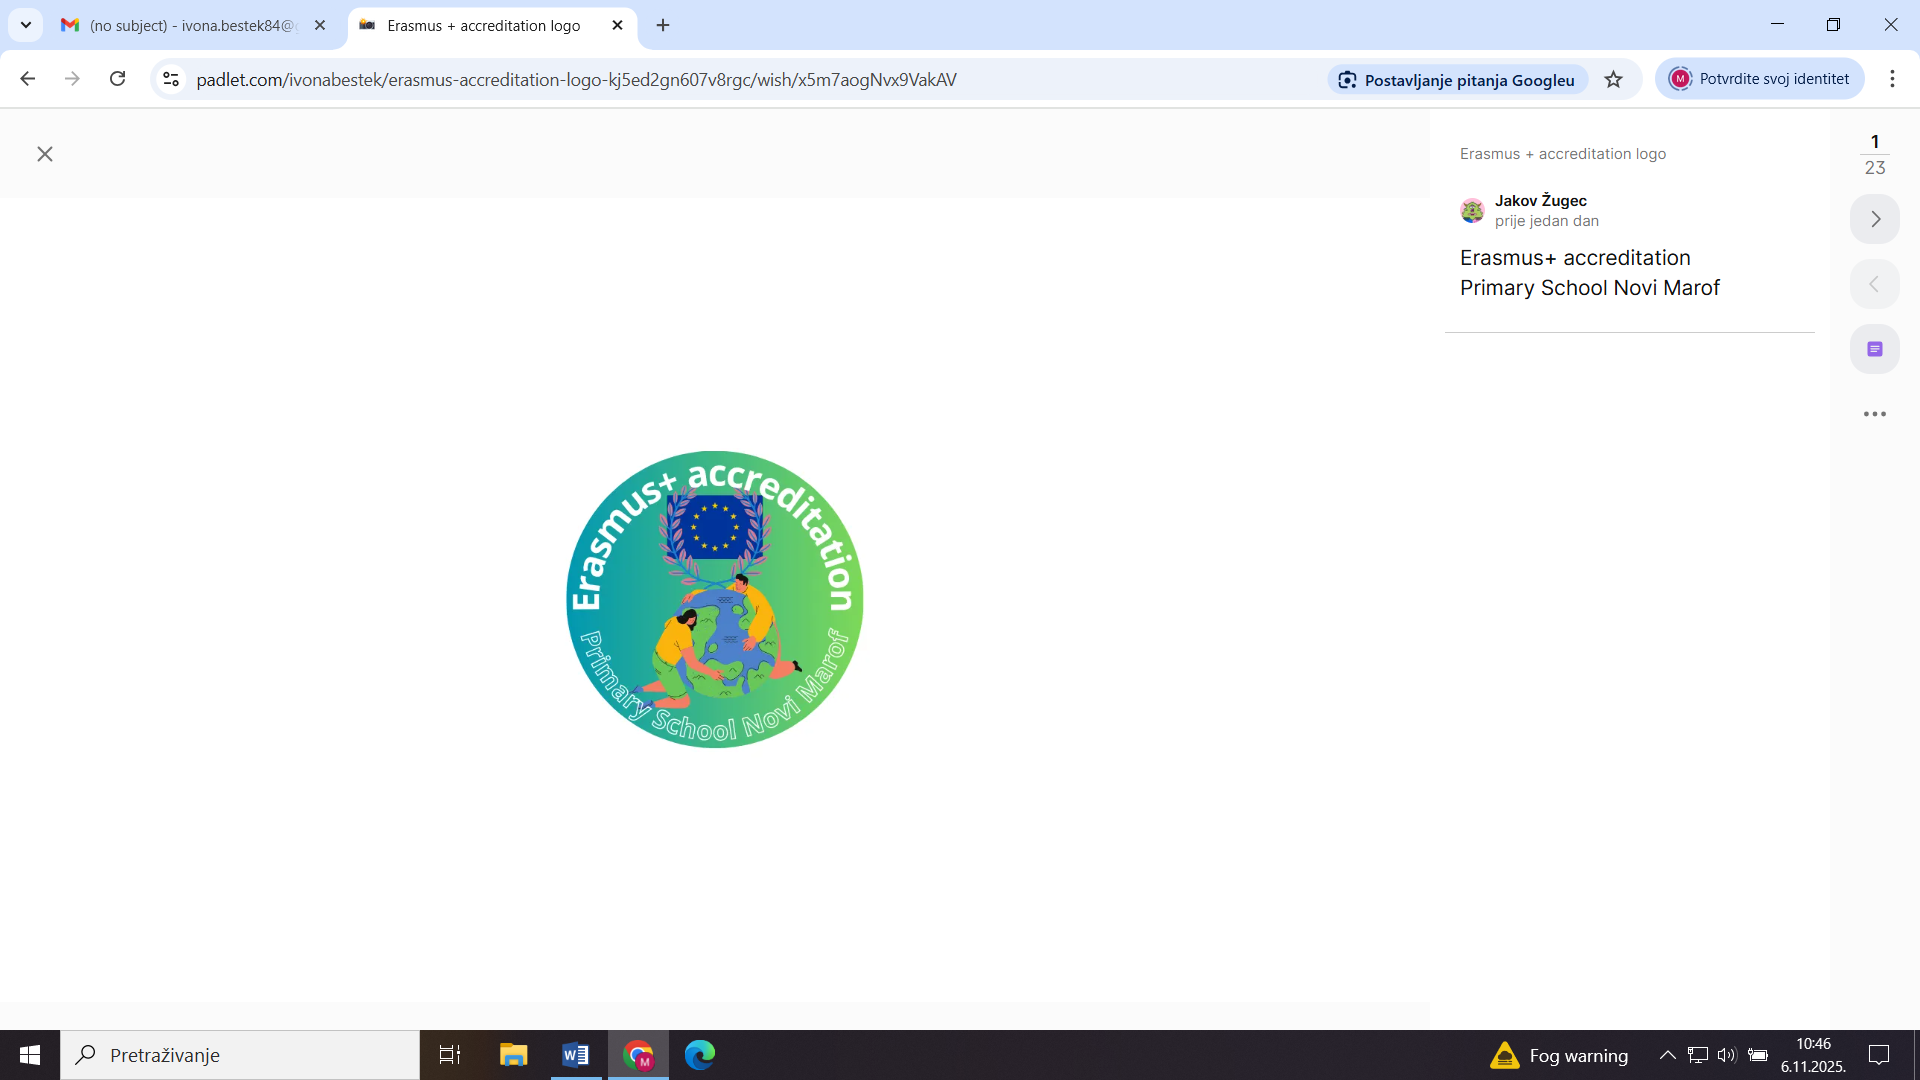 (no subject) - ivona.bestek84@g
Erasmus + accreditation logo
padlet.com/ivonabestek/erasmus-accreditation-logo-kj5ed2gn607v8rgc/wish/x5m7aogNvx9VakAV
Postavljanje pitanja Googleu
M
Potvrdite svoj identitet
Erasmus + accreditation logo
1
23
Jakov Žugec
prije jedan dan
Erasmus+ accreditation
Primary School Novi Marof
Erasmus+ accreditation
Primary School Novi Marof
Pretraživanje
M
Fog warning
10:46
6.11.2025.